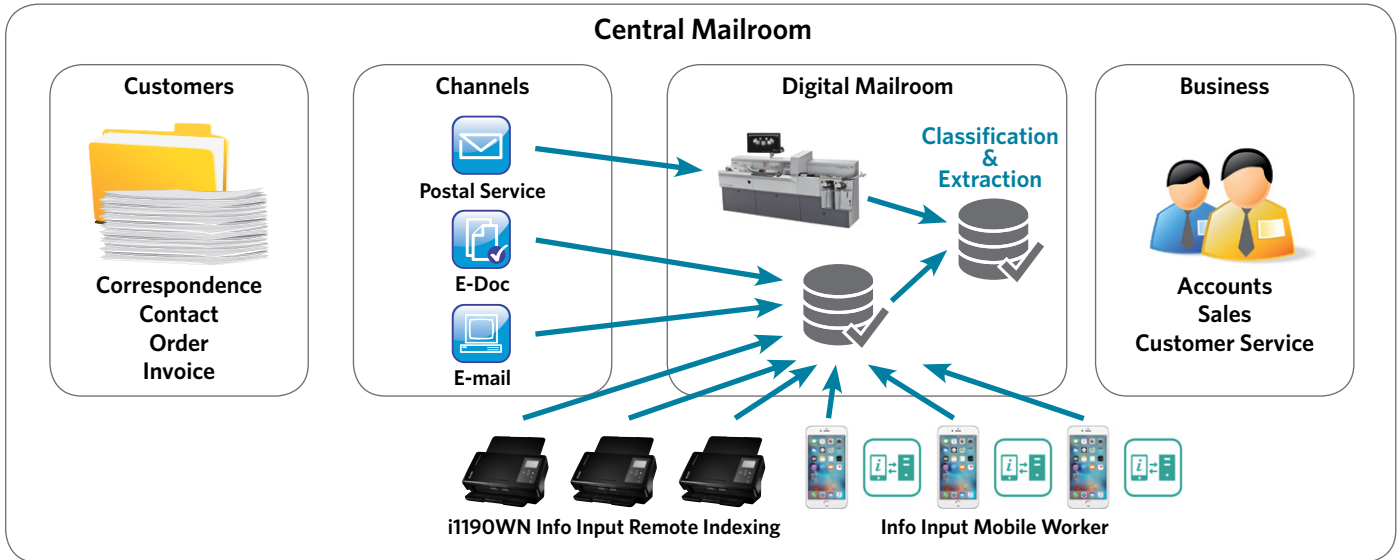 Central Mailroom
Customers
Correspondence
Contact
Order
Invoice
Channels
Postal Service
E-Doc
E-mail
Digital Mailroom
Classification
&
Extraction
Business
Accounts
Sales
Customer Service
i1190WN Info Input Remote Indexing
Info Input Mobile Worker